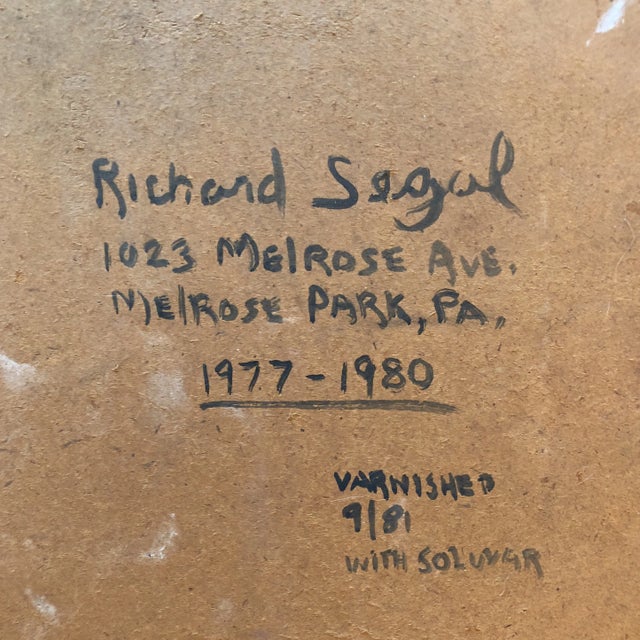 Richard Segal
1023 MElROSE AVE.
MElROSE PARK, PA.
1977-1980
VARNISHED
9/81
WITH SOLUVAR